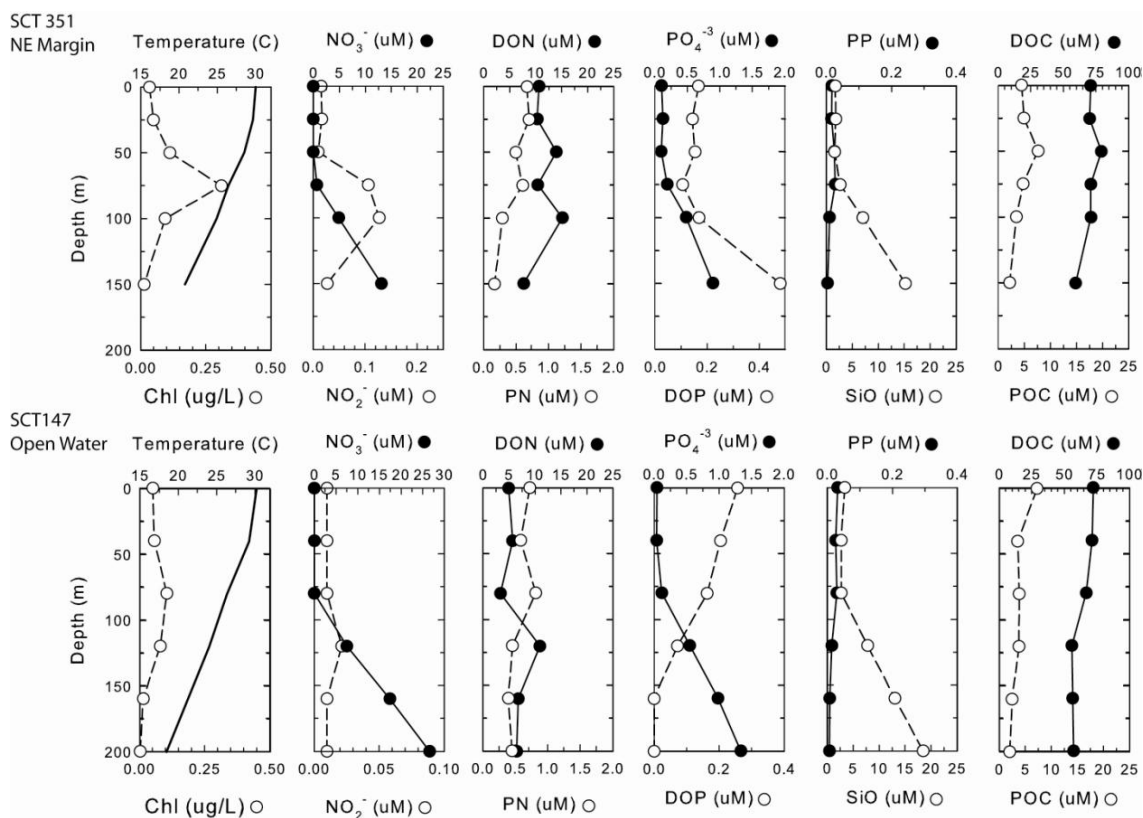 SCT 351
NE Margin
Temperature (C) NO3- (uM) ● DON (uM) ● PO4-3 (uM) ● PP (uM) ● DOC (uM) ●
15 20 25 30 0 5 10 15 20 25 0 5 10 15 20 25 0.0 0.5 1.0 1.5 2.0 0.0 0.2 0.4 0 25 50 75 100
0
50
Depth (m)
100
150
200
0.00 0.25 0.50 0.0 0.1 0.2 0.0 0.5 1.0 1.5 2.0 0.0 0.2 0.4 0 5 10 15 20 25 0 5 10 15 20 25
Chl (ug/L) ○ NO2- (uM) ○ PN (uM) ○ DOP (uM) ○ SiO (uM) ○ POC (uM) ○
SCT147
Open Water
Temperature (C) NO3- (uM) ● DON (uM) ● PO4-3 (uM) ● PP (uM) ● DOC (uM) ●
15 20 25 30 0 5 10 15 20 25 30 0 5 10 15 20 25 0.0 0.5 1.0 1.5 2.0 0.0 0.2 0.4 0 25 50 75 100
0
50
Depth (m)
100
150
200
0.00 0.25 0.50 0.00 0.05 0.10 0.0 0.5 1.0 1.5 2.0 0.0 0.2 0.4 0 5 10 15 20 25 0 5 10 15 20 25
Chl (ug/L) ○ NO2- (uM) ○ PN (uM) ○ DOP (uM) ○ SiO (uM) ○ POC (uM) ○